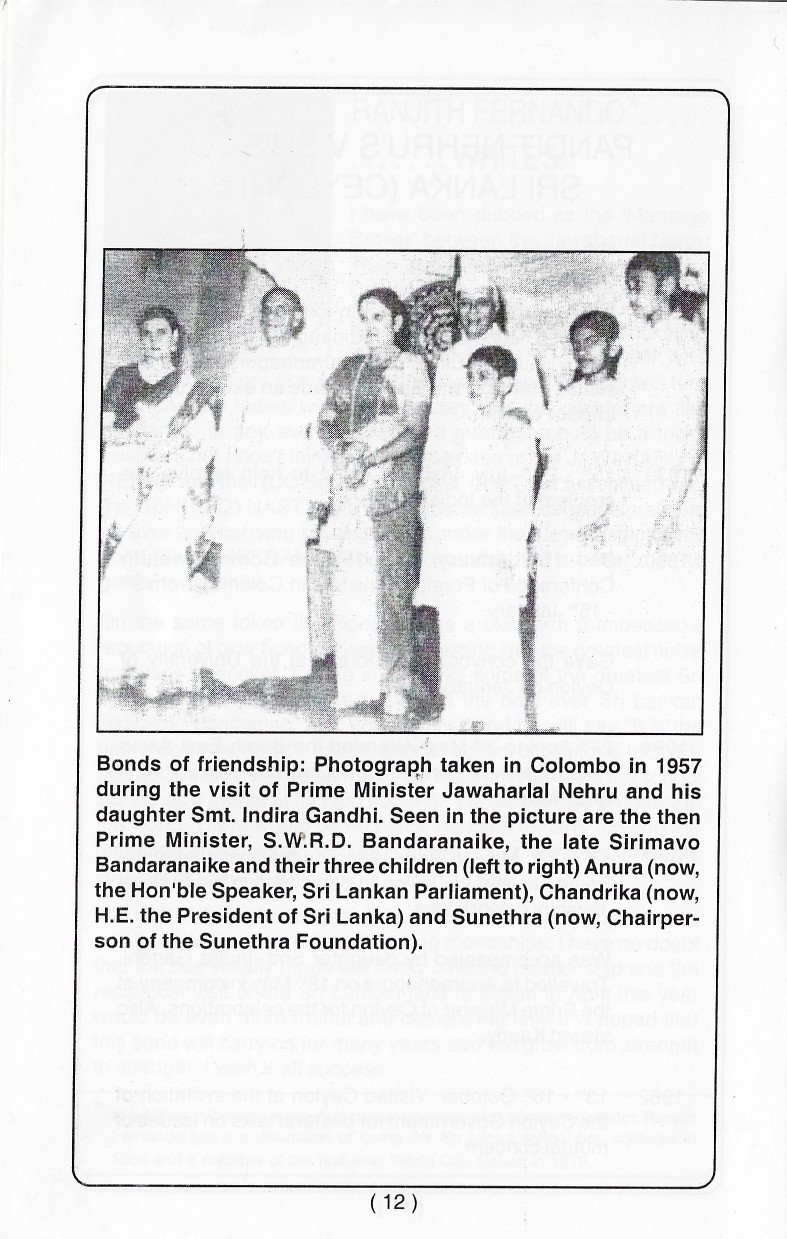 Bonds of friendship: Photograph taken in Colombo in 1957
during the visit of Prime Minister Jawaharlal Nehru and his
daughter Smt. Indira Gandhi. Seen in the picture are the then
Prime Minister, S.W.R.D. Bandaranaike, the late Sirimavo
Bandaranaike and their three children (left to right) Anura (now,
the Hon'ble Speaker, Sri Lankan Parliament), Chandrika (now,
H.E. the President of Sri Lanka) and Sunethra (now, Chairper-
son of the Sunethra Foundation).
( 12 )